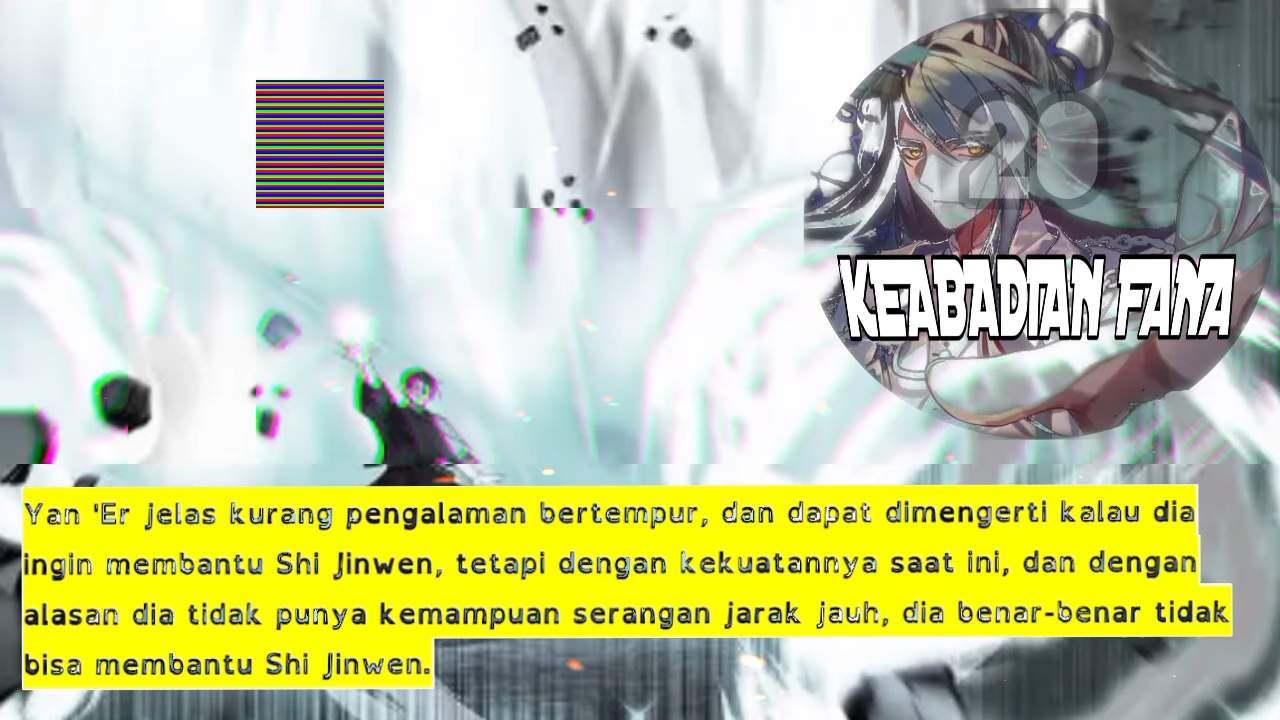 20
KEABADIAN FANA
Yan 'Er jelas kurang pengalaman bertempur, dan dapat dimengerti kalau dia
ingin membantu Shi Jinwen, tetapi dengan kekuatannya saat ini, dan dengan
alasan dia tidak punya kemampuan serangan jarak jauh, dia benar-benar tidak
bisa membantu Shi Jinwen.